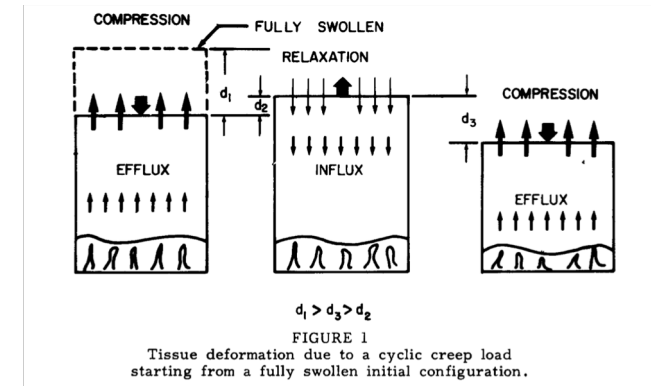 COMPRESSION
FULLY SWOLLEN
RELAXATION
COMPRESSION
d₁
d₂
d₃
EFFLUX
INFLUX
EFFLUX
d₁ > d₃ > d₂
FIGURE 1
Tissue deformation due to a cyclic creep load
starting from a fully swollen initial configuration.